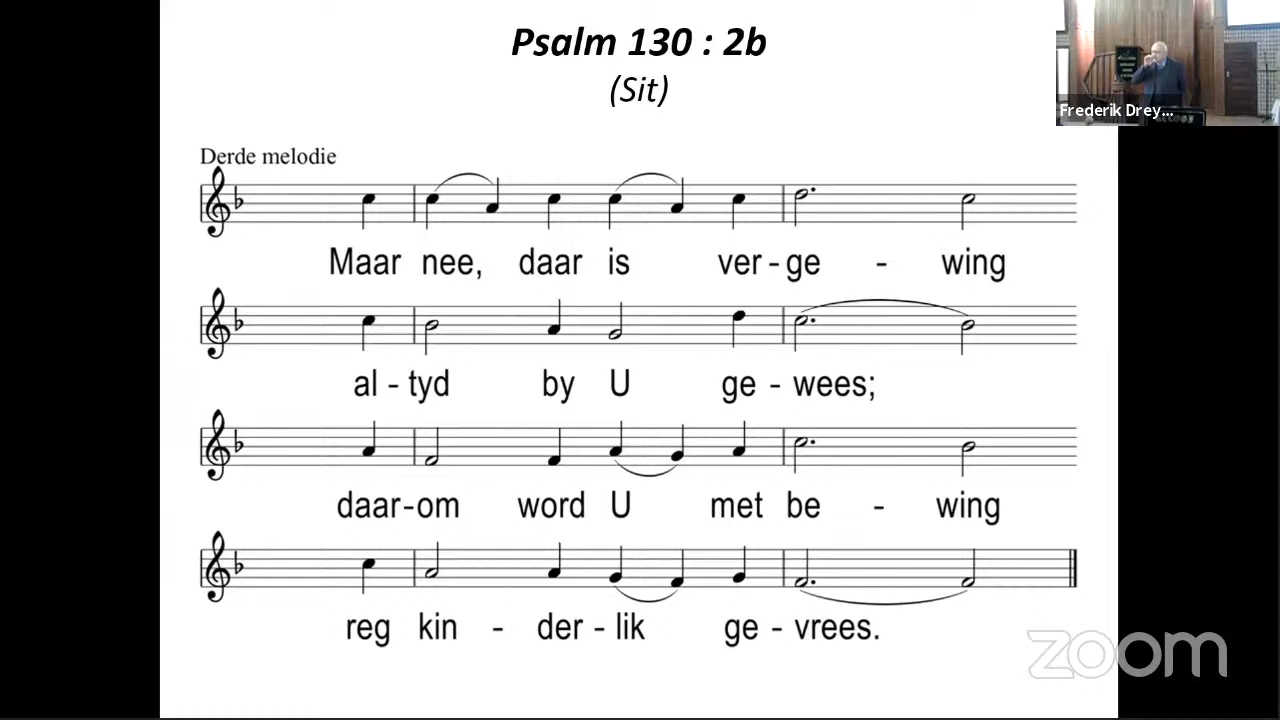 Psalm 130 : 2b
(Sit)
Frederik Drey...
Derde melodie
Maar nee, daar is ver - ge - wing
al - tyd by U ge - wees;
daar - om word U met be - wing
reg kin - der - lik ge - vrees.
zoom